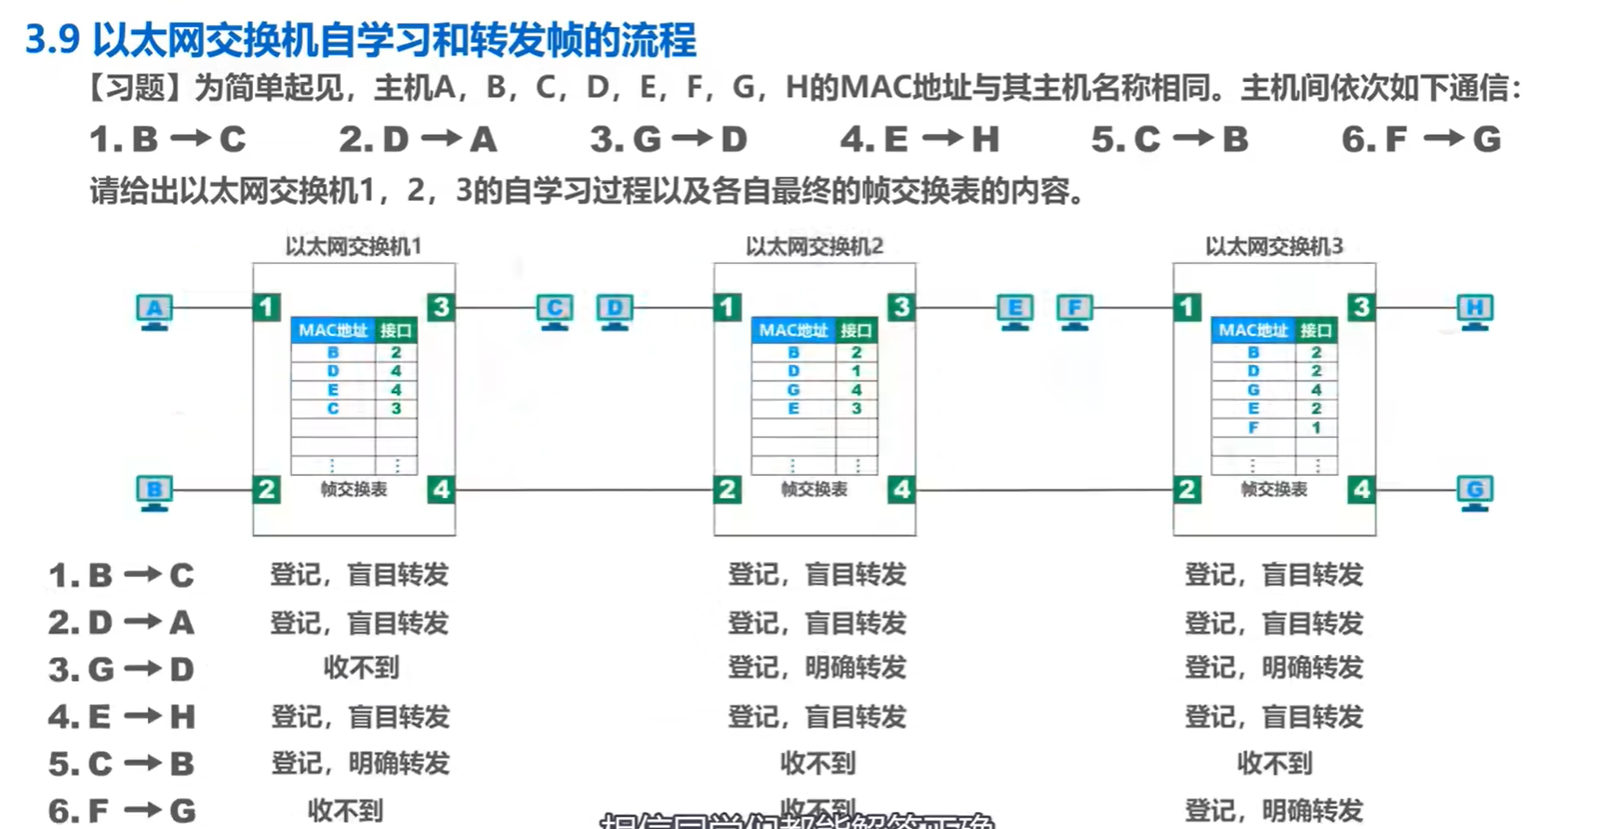 3.9 以太网交换机自学习和转发帧的流程
【习题】为简单起见，主机A，B，C，D，E，F，G，H的MAC地址与其主机名称相同。主机间依次如下通信：
1. B → C 2. D → A 3. G → D 4. E → H 5. C → B 6. F → G
请给出以太网交换机1，2，3的自学习过程以及各自最终的帧交换表的内容。
以太网交换机1
A 1 3 C
MAC地址 接口
B 2
D 4
E 4
C 3
⋮ ⋮
B 2 帧交换表 4
以太网交换机2
D 1 3 E
MAC地址 接口
B 2
D 1
G 4
E 3
⋮ ⋮
2 帧交换表 4
以太网交换机3
F 1 3 H
MAC地址 接口
B 2
D 2
G 4
E 2
F 1
⋮ ⋮
2 帧交换表 4 G
1. B → C 登记，盲目转发 登记，盲目转发 登记，盲目转发
2. D → A 登记，盲目转发 登记，盲目转发 登记，盲目转发
3. G → D 收不到 登记，明确转发 登记，明确转发
4. E → H 登记，盲目转发 登记，盲目转发 登记，盲目转发
5. C → B 登记，明确转发 收不到 收不到
6. F → G 收不到 收不到 登记，明确转发
相信同学们都能解答正确